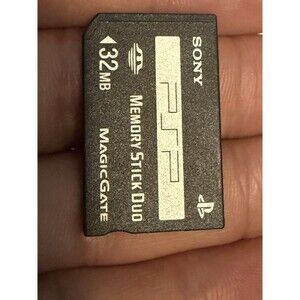 SONY
PSP
MEMORY STICK DUO
MAGICGATE
32MB